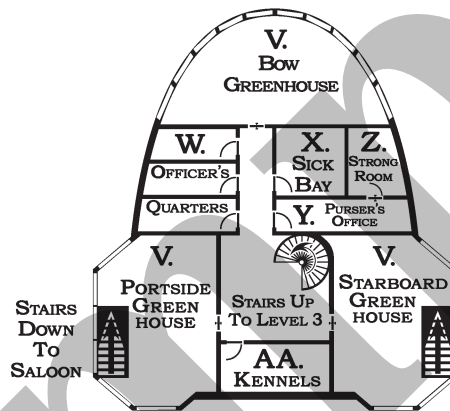 V.
BOW
GREENHOUSE
W.
OFFICER'S
QUARTERS
X.
SICK
BAY
Z.
STRONG
ROOM
Y. PURSER'S
OFFICE
V.
PORTSIDE
GREEN
HOUSE
STAIRS UP
TO LEVEL 3
V.
STARBOARD
GREEN
HOUSE
STAIRS
DOWN
TO
SALOON
AA.
KENNELS